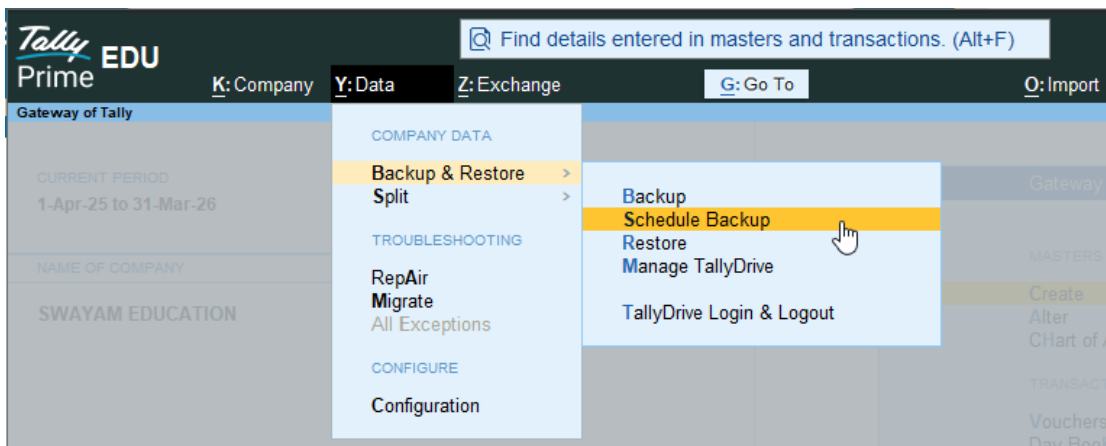 Tally
Prime EDU
Find details entered in masters and transactions. (Alt+F)
K: Company Y: Data Z: Exchange G: Go To O: Import
Gateway of Tally
COMPANY DATA
Backup & Restore >
Split >
Backup
Schedule Backup
Restore
Manage TallyDrive
TallyDrive Login & Logout
TROUBLESHOOTING
RepAir
Migrate
All Exceptions
CONFIGURE
Configuration
CURRENT PERIOD
1-Apr-25 to 31-Mar-26
NAME OF COMPANY
SWAYAM EDUCATION
Gateway
MASTERS
Create
Alter
CHart of
TRANSACT
Vouchers